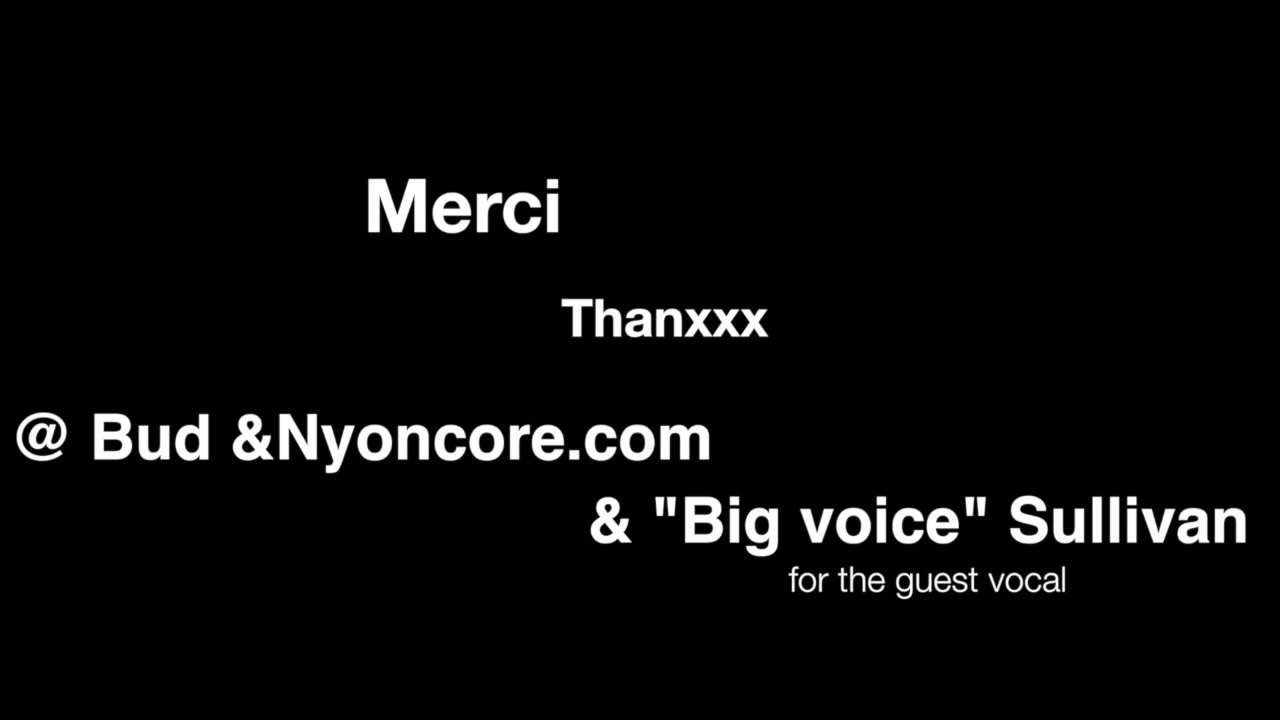 Merci
Thanxxx
@ Bud &Nyoncore.com
& "Big voice" Sullivan
for the guest vocal